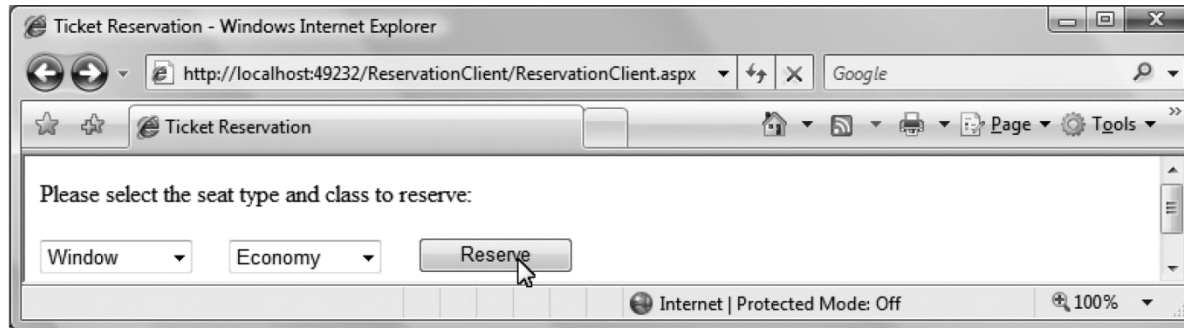 Ticket Reservation - Windows Internet Explorer
http://localhost:49232/ReservationClient/ReservationClient.aspx
Google
Ticket Reservation
Page
Tools
»
Please select the seat type and class to reserve:
Window
Economy
Reserve
Internet | Protected Mode: Off
100%